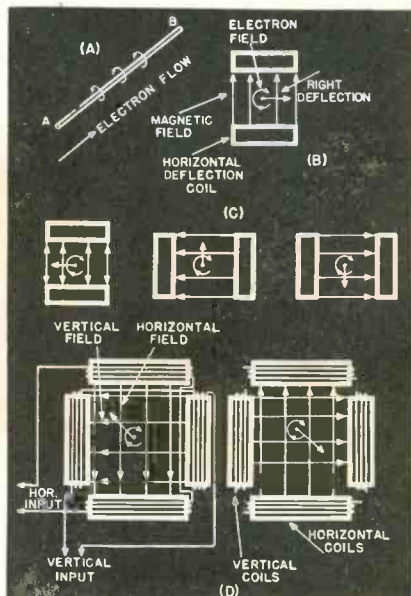 B
(A)
A
ELECTRON FLOW
ELECTRON
FIELD
RIGHT
DEFLECTION
MAGNETIC
FIELD
HORIZONTAL
DEFLECTION
COIL
(B)
(C)
VERTICAL
FIELD
HORIZONTAL
FIELD
HOR.
INPUT
VERTICAL
INPUT
VERTICAL
COILS
HORIZONTAL
COILS
(D)